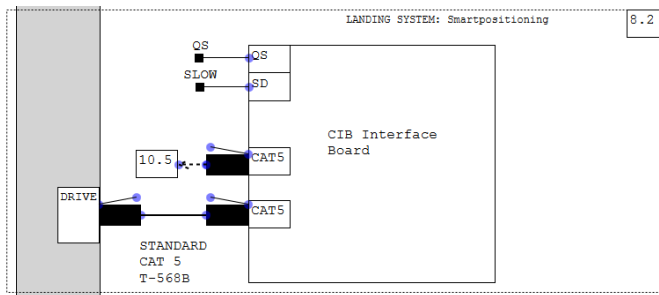 LANDING SYSTEM: Smartpositioning
8.2
QS
QS
SLOW
SD
CIB Interface
Board
10.5
CAT5
DRIVE
CAT5
STANDARD
CAT 5
T-568B